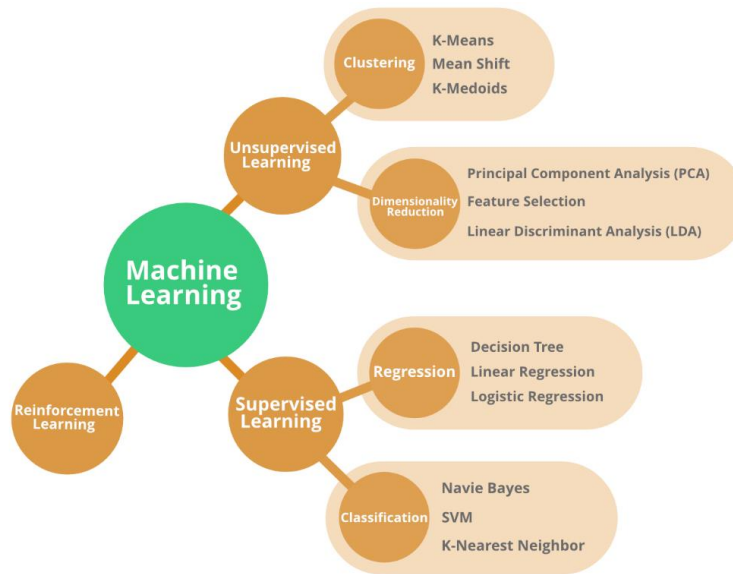 Clustering
K-Means
Mean Shift
K-Medoids
Unsupervised
Learning
Dimensionality
Reduction
Principal Component Analysis (PCA)
Feature Selection
Linear Discriminant Analysis (LDA)
Machine
Learning
Reinforcement
Learning
Supervised
Learning
Regression
Decision Tree
Linear Regression
Logistic Regression
Classification
Navie Bayes
SVM
K-Nearest Neighbor